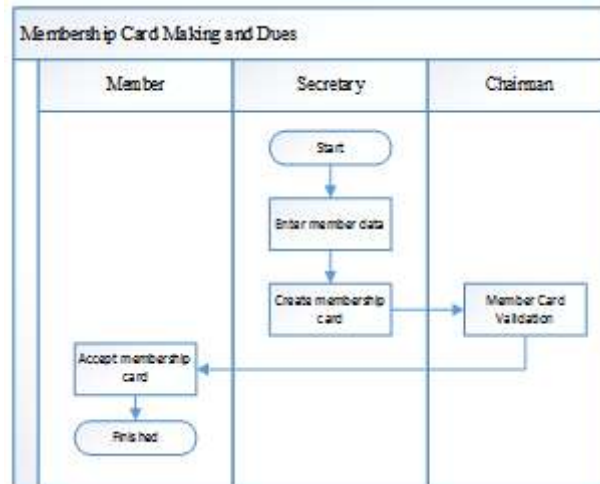 Membership Card Making and Dues
Member
Secretary
Chairman
Start
Enter member data
Create membership
card
Member Card
Validation
Accept membership
card
Finished